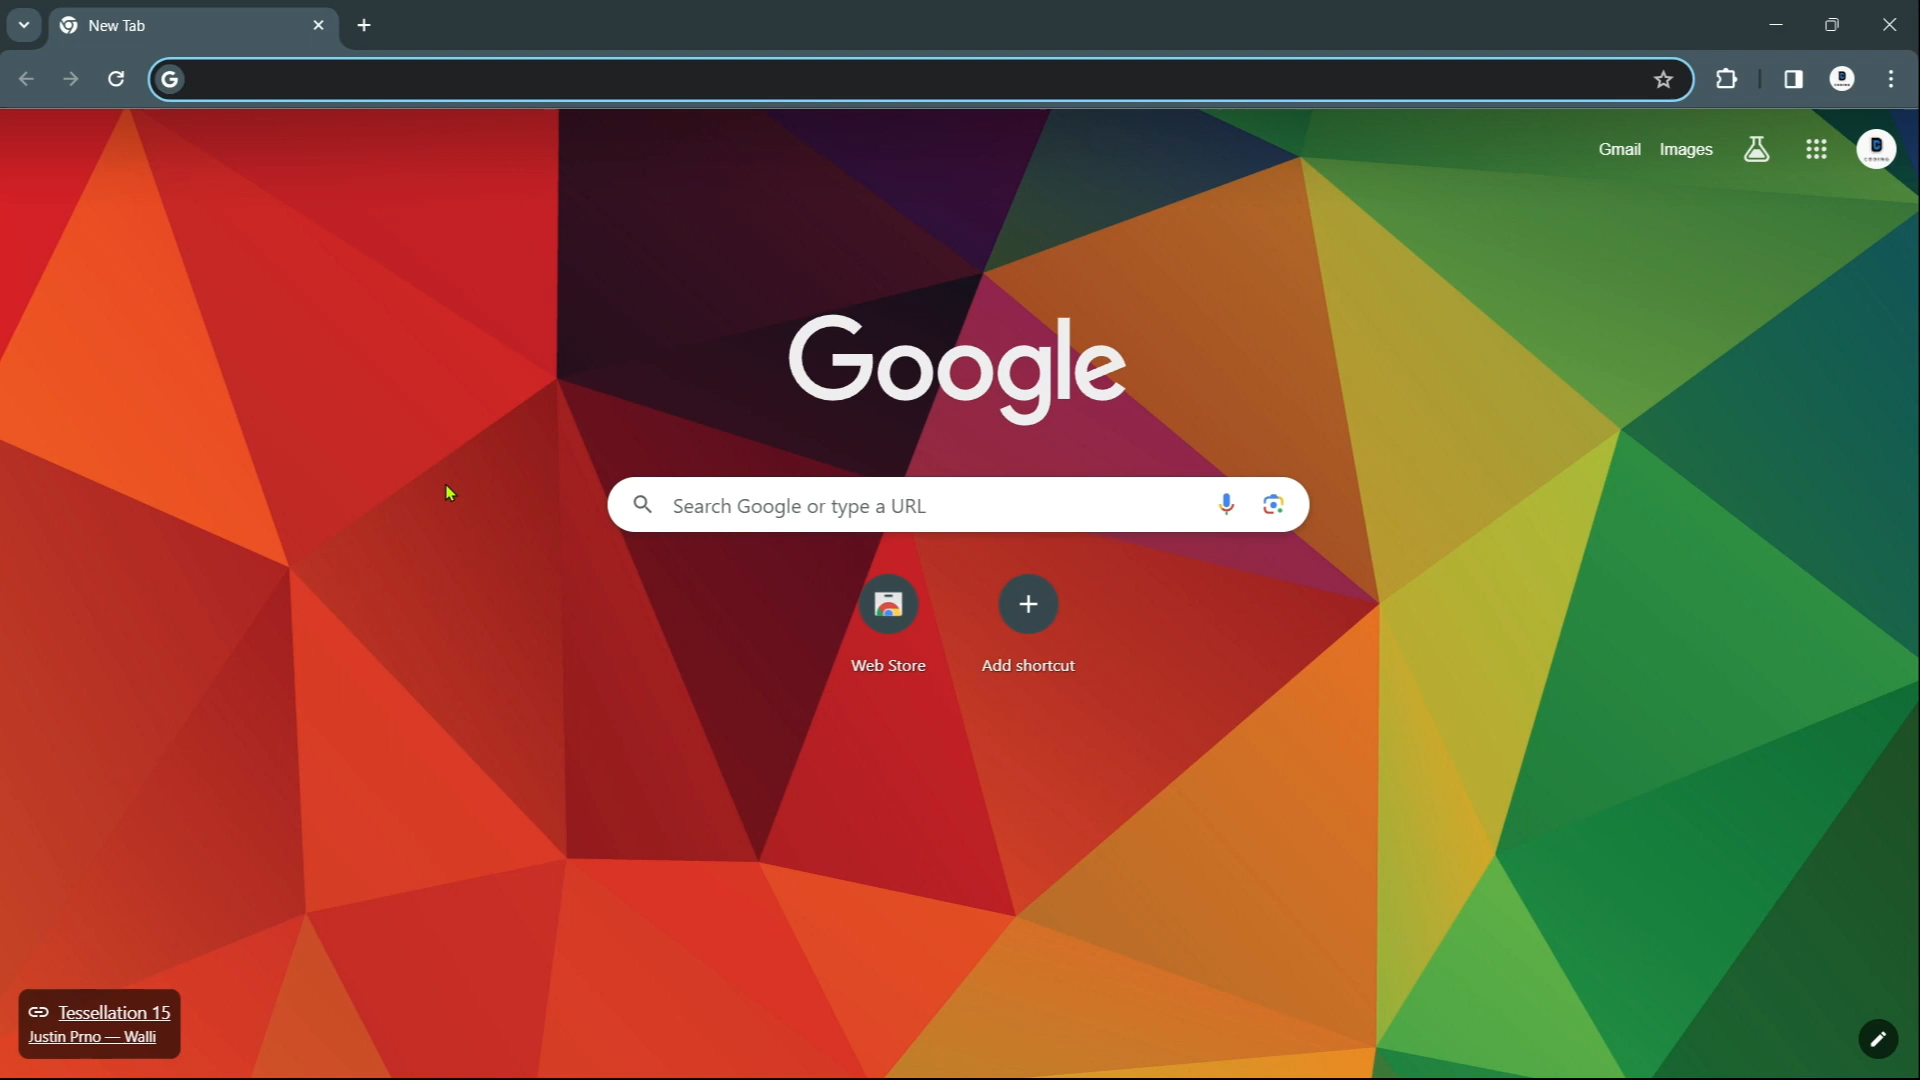 New Tab
Gmail Images
Google
Search Google or type a URL
Web Store
Add shortcut
Tessellation 15
Justin Prno — Walli